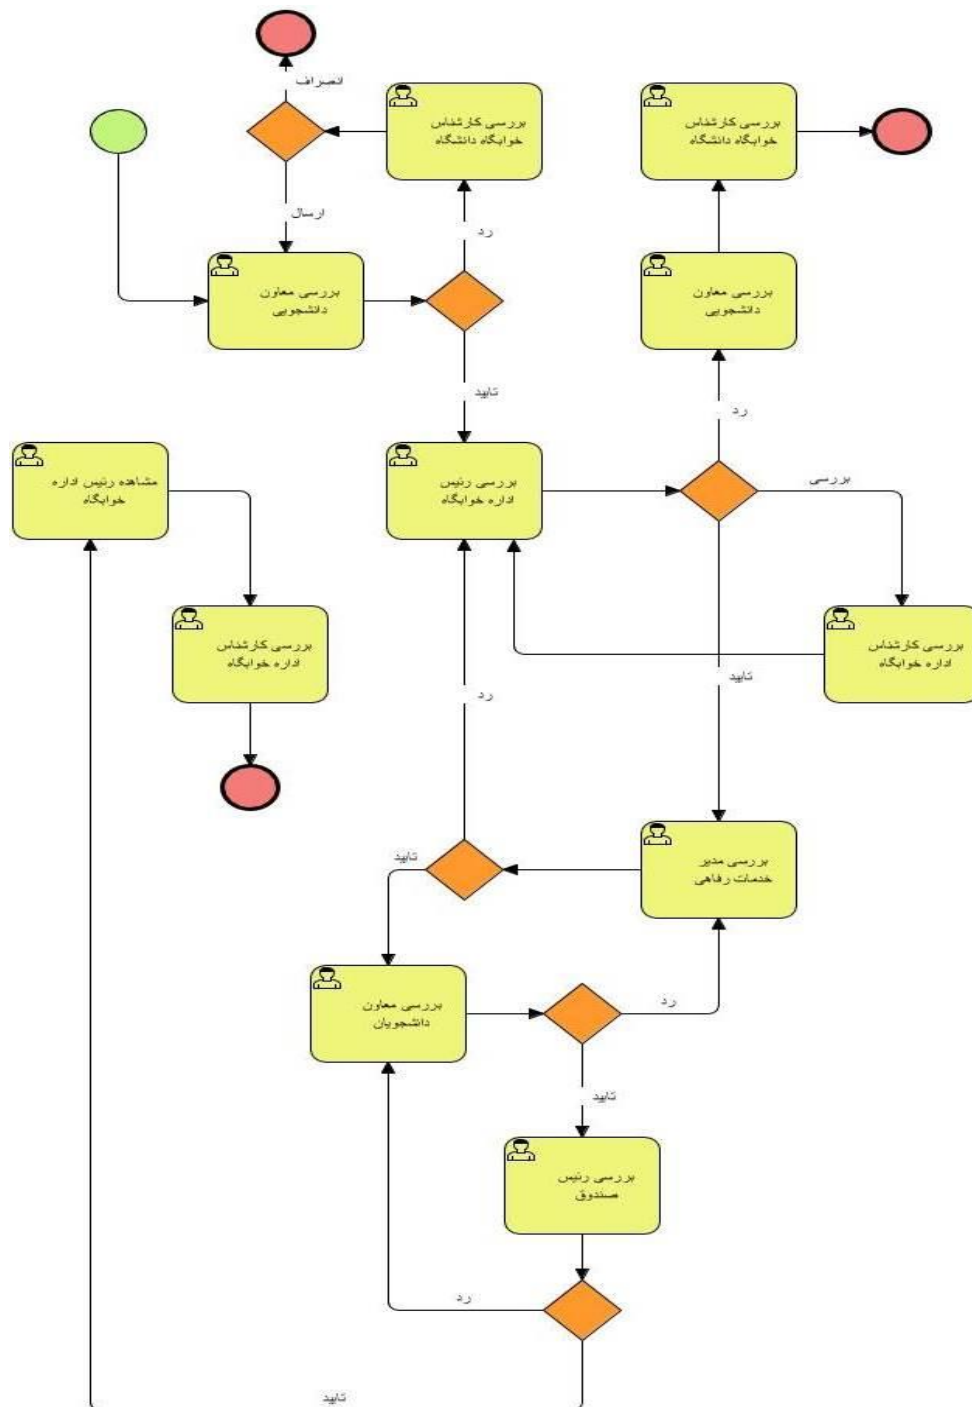 انصراف
بررسی کارشناس
خوابگاه دانشگاه
بررسی کارشناس
خوابگاه دانشگاه
ارسال
رد
بررسی معاون
دانشجویی
بررسی معاون
دانشجویی
تایید
رد
مشاهده رئیس اداره
خوابگاه
بررسی رئیس
اداره خوابگاه
بررسی
بررسی کارشناس
اداره خوابگاه
بررسی کارشناس
اداره خوابگاه
رد
تایید
تایید
بررسی مدیر
خدمات رفاهی
بررسی معاون
دانشجویان
رد
تایید
بررسی رئیس
صندوق
رد
تایید